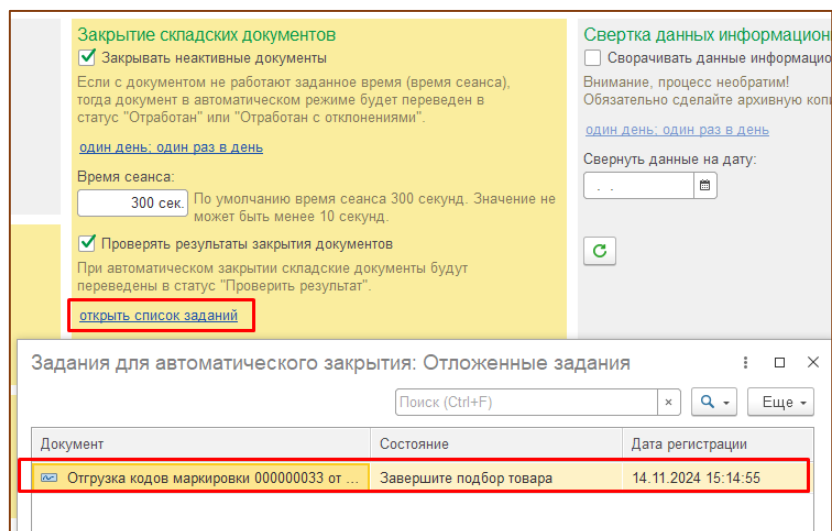 Закрытие складских документов
Закрывать неактивные документы
Если с документом не работают заданное время (время сеанса),
тогда документ в автоматическом режиме будет переведен в
статус "Отработан" или "Отработан с отклонениями".
один день; один раз в день
Время сеанса:
300 сек.
По умолчанию время сеанса 300 секунд. Значение не
может быть менее 10 секунд.
Проверять результаты закрытия документов
При автоматическом закрытии складские документы будут
переведены в статус "Проверить результат".
открыть список заданий
Свертка данных информацион
Сворачивать данные информацио
Внимание, процесс необратим!
Обязательно сделайте архивную коп
один день; один раз в день
Свернуть данные на дату:
. .
Задания для автоматического закрытия: Отложенные задания
Поиск (Ctrl+F)
×
Еще
Документ
Состояние
Дата регистрации
Отгрузка кодов маркировки 000000033 от ...
Завершите подбор товара
14.11.2024 15:14:55